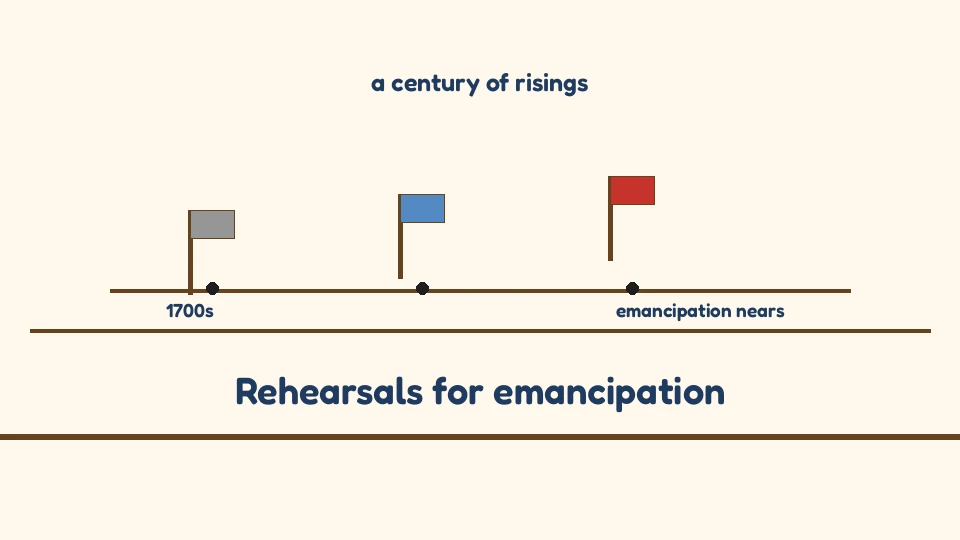 a century of risings
1700s
emancipation nears
Rehearsals for emancipation